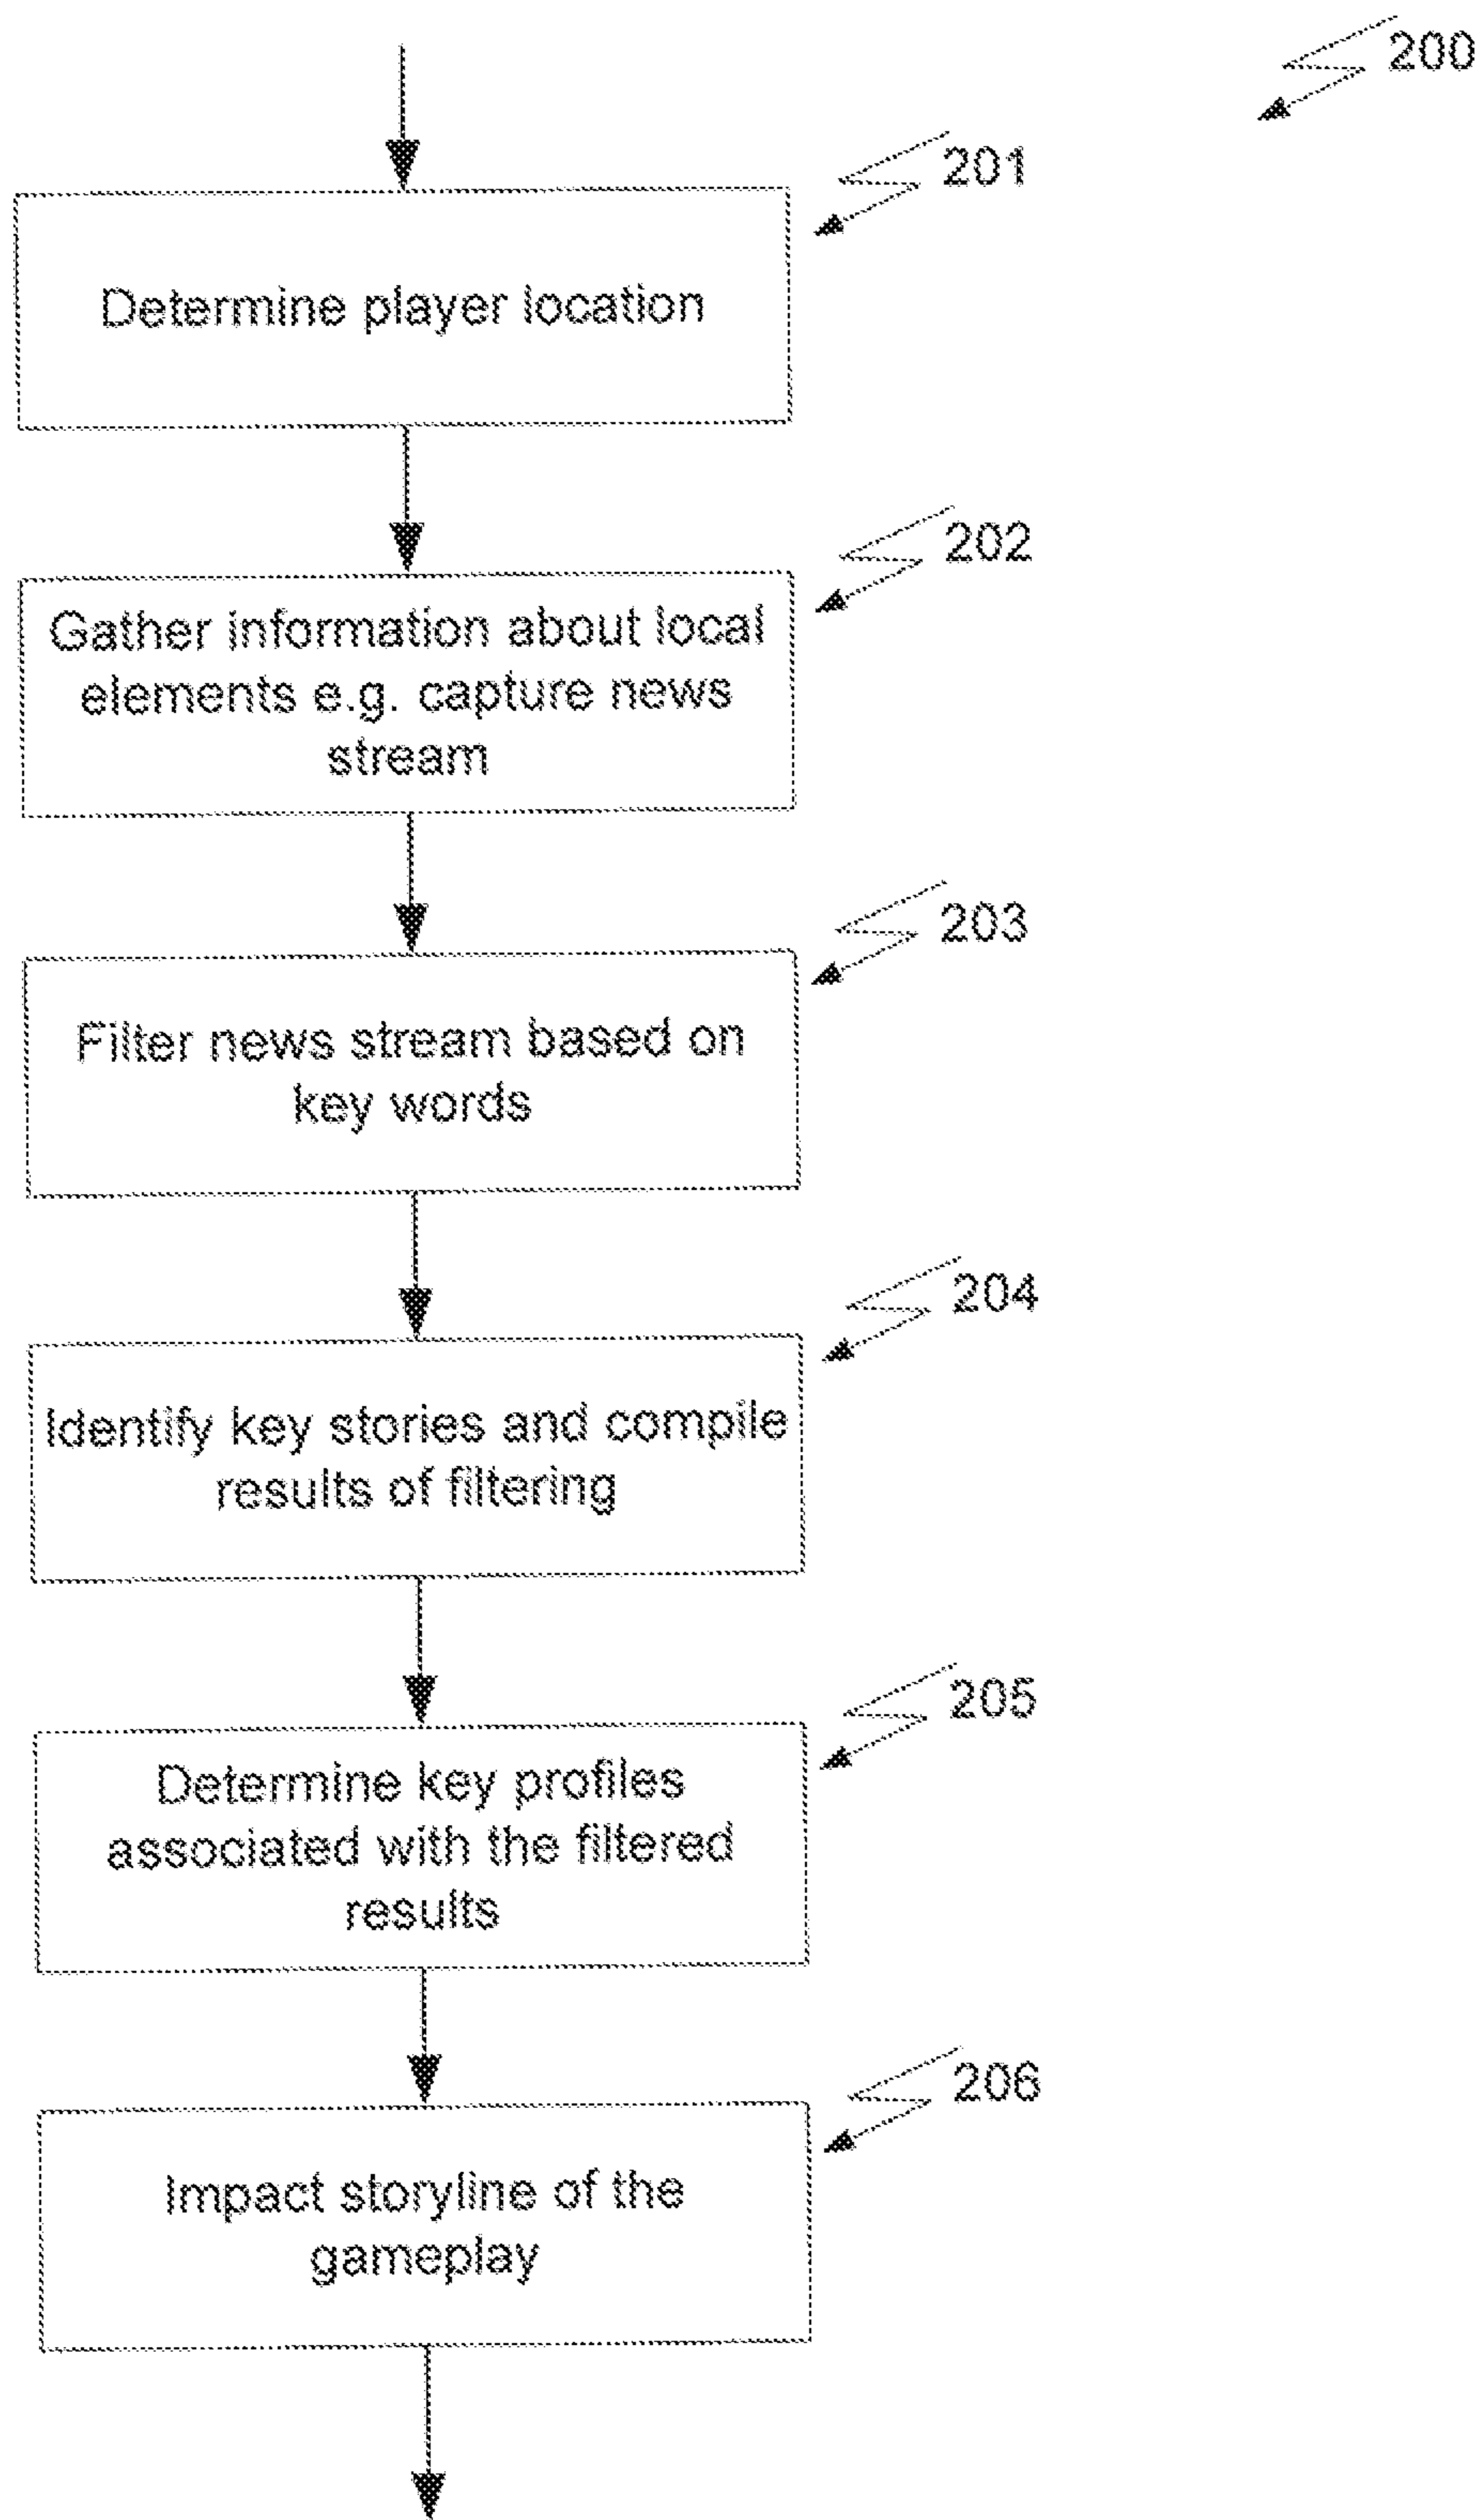 200
201
Determine player location
202
Gather information about local
elements e.g. capture news
stream
203
Filter news stream based on
key words
204
Identify key stories and compile
results of filtering
205
Determine key profiles
associated with the filtered
results
206
Impact storyline of the
gameplay